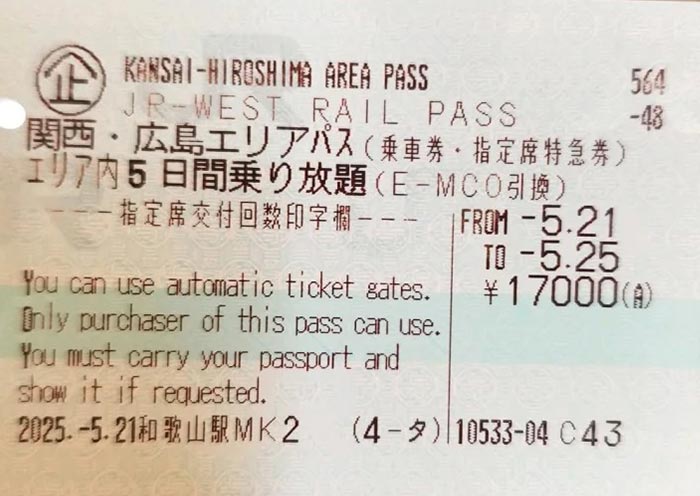 企 KANSAI-HIROSHIMA AREA PASS 564
JR-WEST RAIL PASS -48
関西・広島エリアパス(乗車券・指定席特急券)
エリア内5日間乗り放題(E-MCO引換)
----指定席交付回数印字欄---
FROM -5.21
TO -5.25
¥17000(A)
You can use automatic ticket gates.
Only purchaser of this pass can use.
You must carry your passport and
show it if requested.
2025.-5.21和歌山駅MK2 (4-タ) 10533-04 C43